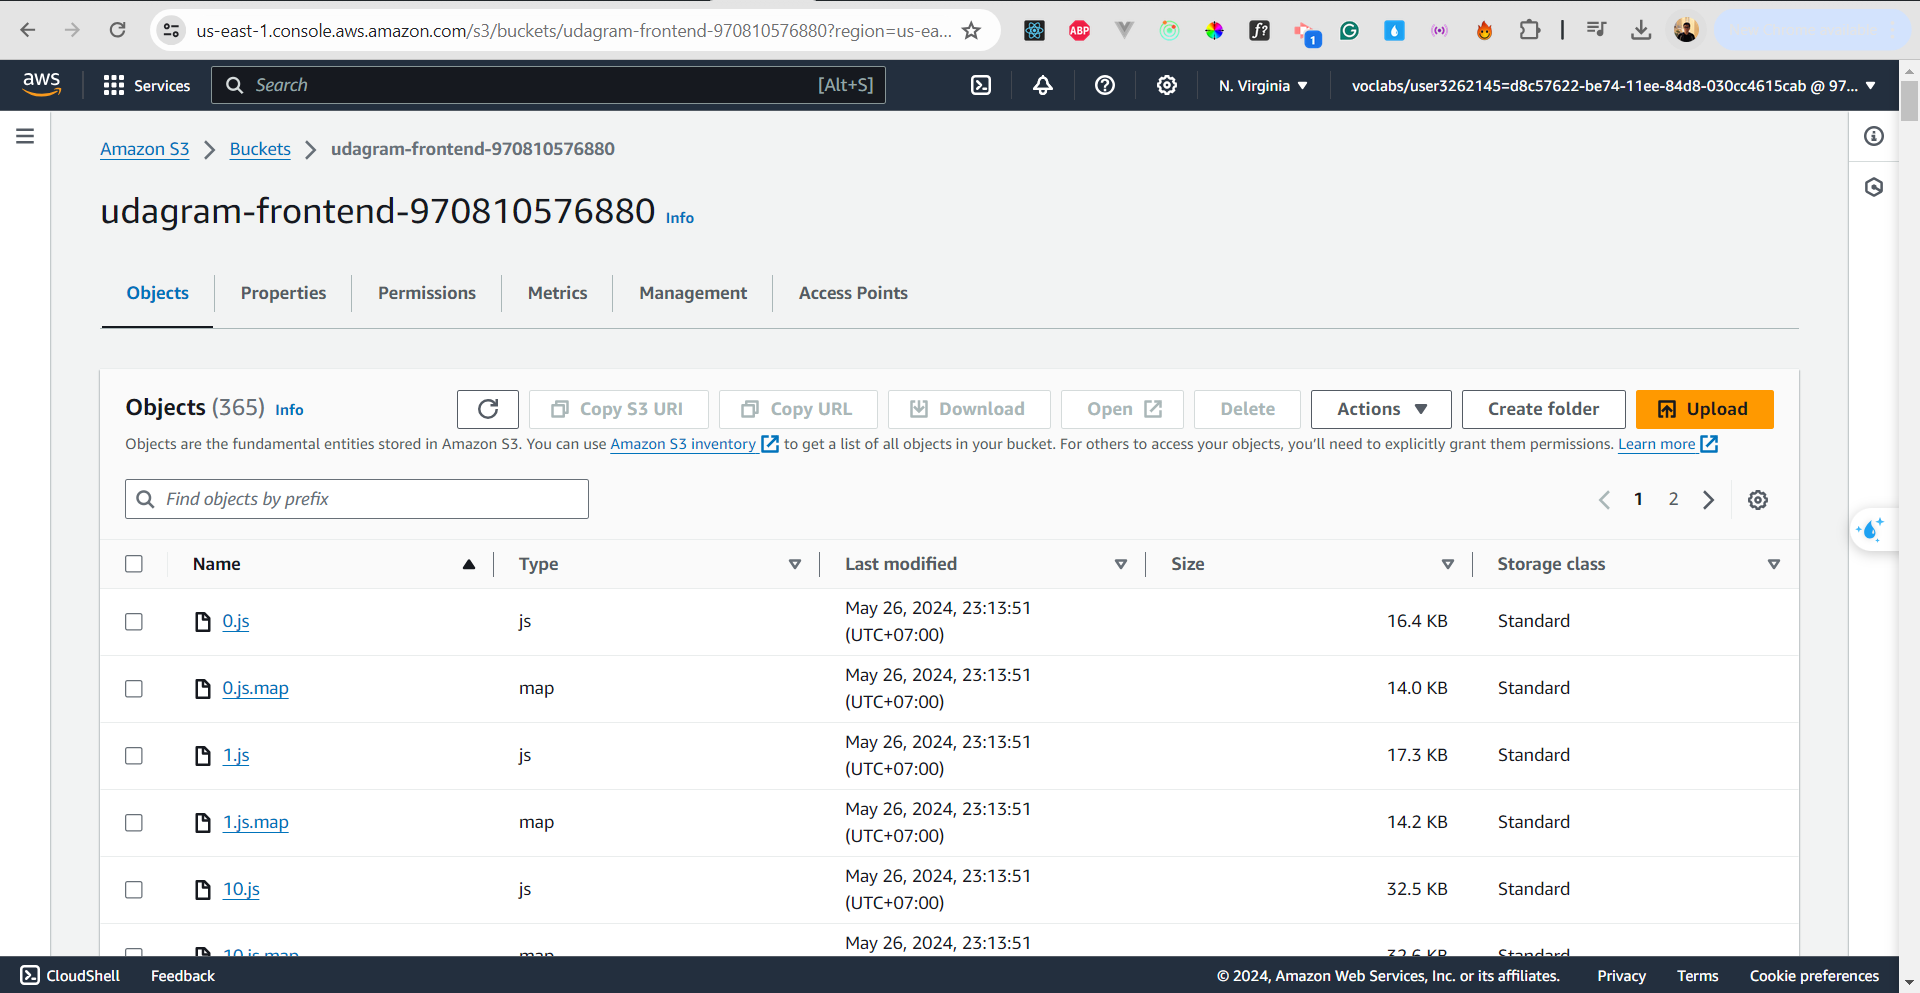 us-east-1.console.aws.amazon.com/s3/buckets/udagram-frontend-970810576880?region=us-ea...
ABP
f?
1
aws
Services
Search
[Alt+S]
N. Virginia
voclabs/user3262145=d8c57622-be74-11ee-84d8-030cc4615cab @ 97...
Amazon S3 > Buckets > udagram-frontend-970810576880
udagram-frontend-970810576880 Info
Objects Properties Permissions Metrics Management Access Points
Objects (365) Info
Copy S3 URI Copy URL Download Open Delete Actions Create folder Upload
Objects are the fundamental entities stored in Amazon S3. You can use Amazon S3 inventory to get a list of all objects in your bucket. For others to access your objects, you'll need to explicitly grant them permissions. Learn more
Find objects by prefix
1 2
Name Type Last modified Size Storage class
0.js js May 26, 2024, 23:13:51 (UTC+07:00) 16.4 KB Standard
0.js.map map May 26, 2024, 23:13:51 (UTC+07:00) 14.0 KB Standard
1.js js May 26, 2024, 23:13:51 (UTC+07:00) 17.3 KB Standard
1.js.map map May 26, 2024, 23:13:51 (UTC+07:00) 14.2 KB Standard
10.js js May 26, 2024, 23:13:51 (UTC+07:00) 32.5 KB Standard
10.js.map map May 26, 2024, 23:13:51 32.6 KB Standard
CloudShell Feedback © 2024, Amazon Web Services, Inc. or its affiliates. Privacy Terms Cookie preferences